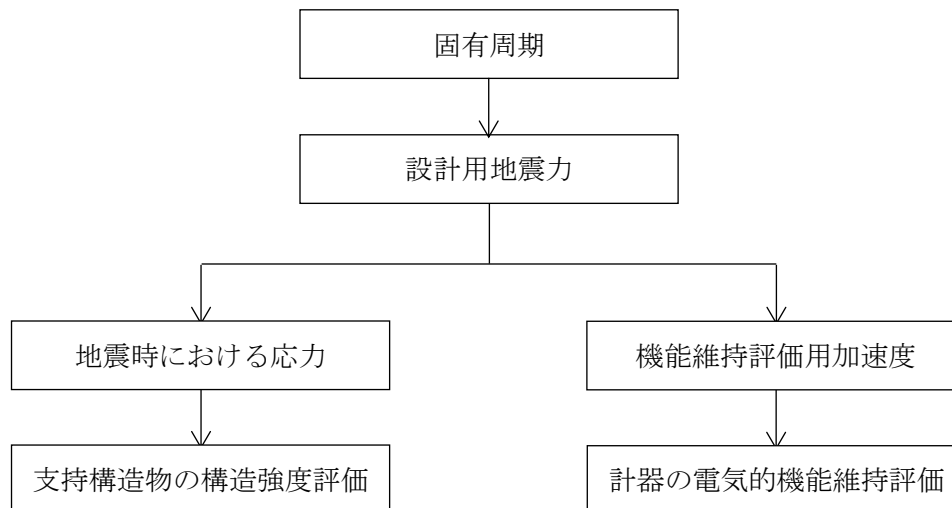 固有周期
設計用地震力
地震時における応力
機能維持評価用加速度
支持構造物の構造強度評価
計器の電気的機能維持評価